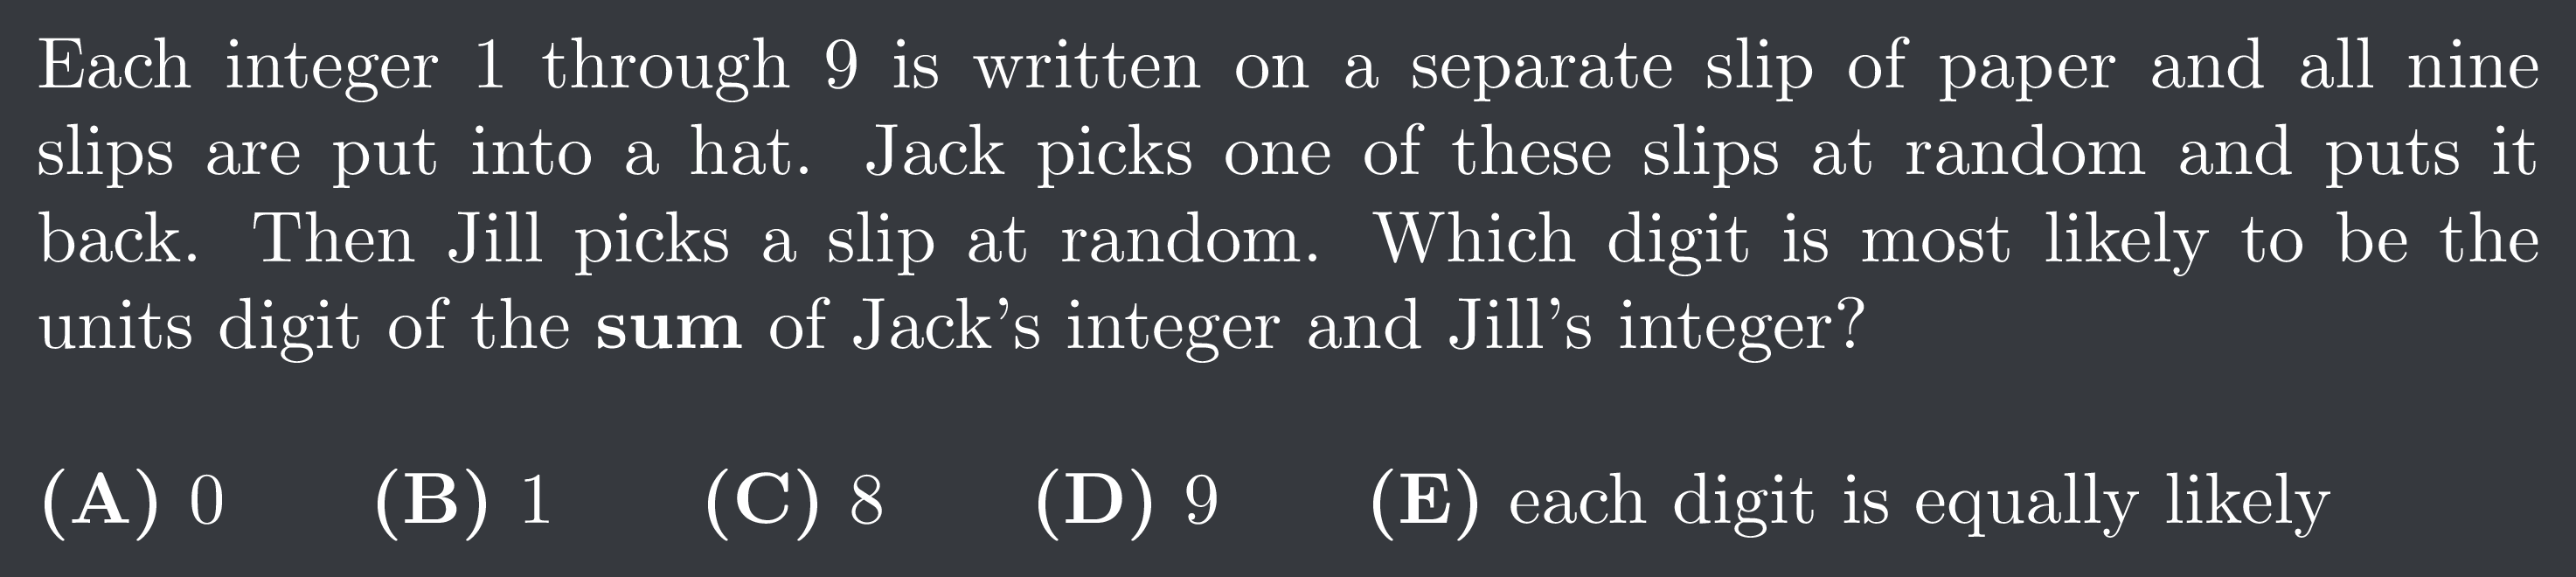 Each integer 1 through 9 is written on a separate slip of paper and all nine
slips are put into a hat. Jack picks one of these slips at random and puts it
back. Then Jill picks a slip at random. Which digit is most likely to be the
units digit of the sum of Jack's integer and Jill's integer?
(A) 0 (B) 1 (C) 8 (D) 9 (E) each digit is equally likely